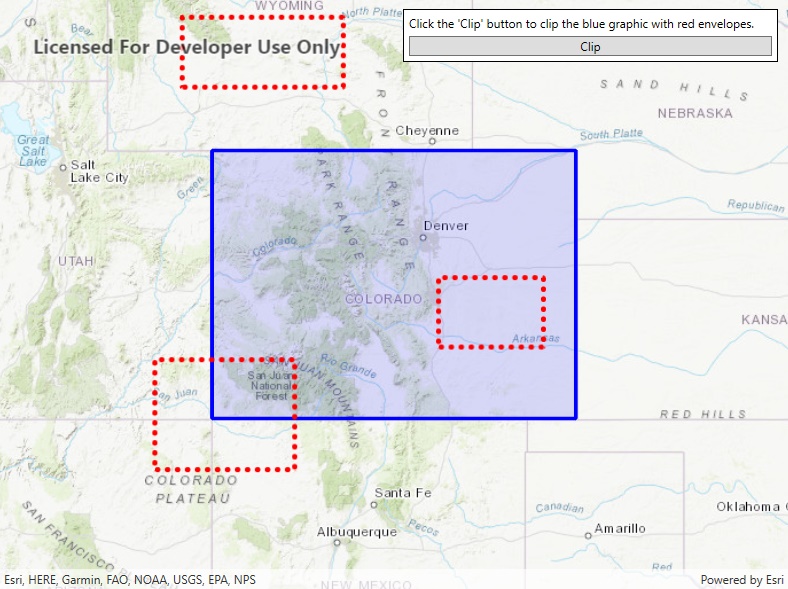 WYOMING
North Platte
Click the 'Clip' button to clip the blue graphic with red envelopes.
Clip
Bear
Licensed For Developer Use Only
S
FRON
SAND HILLS
NEBRASKA
Great
Salt
Lake
Cheyenne
South Platte
Salt
Lake City
PARK RANGE
RANGE
Green
Republican
Denver
Colorado
UTAH
COLORADO
KANSA
Arkansas
SAN JUAN MOUNTAINS
Rio Grande
San Juan
National
Forest
San Juan
RED HILLS
COLORADO
PLATEAU
Santa Fe
SAN FRANCISCO
Canadian
Oklahoma C
Pecos
Amarillo
Albuquerque
Red
NEW MEXICO
Esri, HERE, Garmin, FAO, NOAA, USGS, EPA, NPS
Powered by Esri